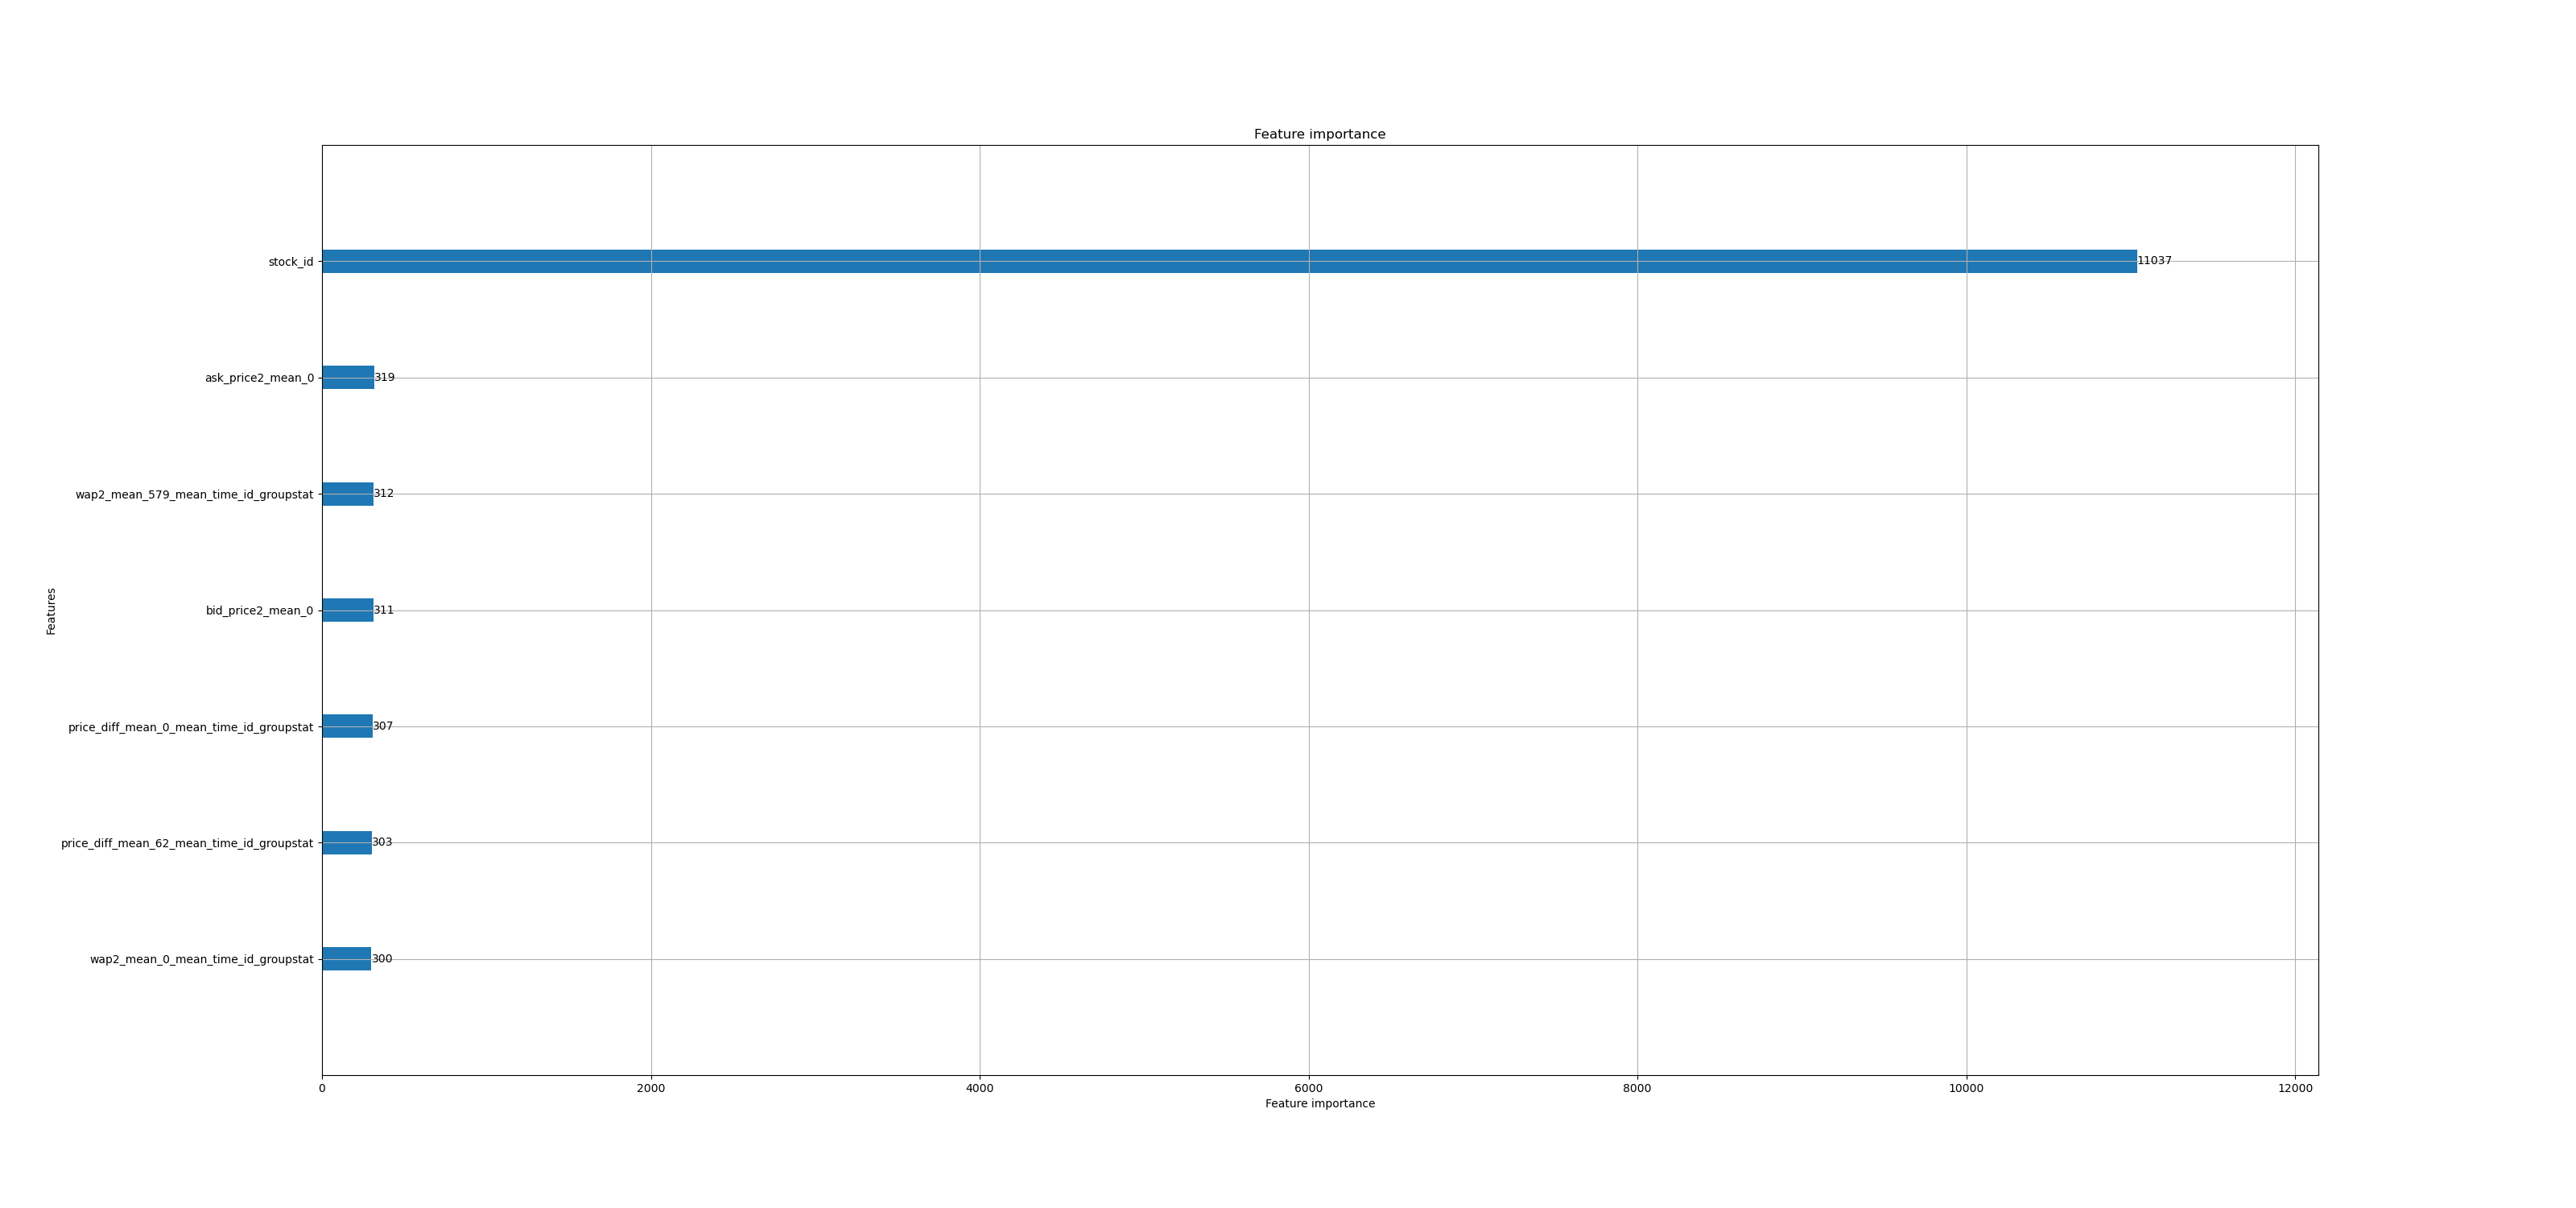 Feature importance
stock_id
11037
ask_price2_mean_0
319
wap2_mean_579_mean_time_id_groupstat
312
bid_price2_mean_0
311
Features
price_diff_mean_0_mean_time_id_groupstat
307
price_diff_mean_62_mean_time_id_groupstat
303
wap2_mean_0_mean_time_id_groupstat
300
0 2000 4000 6000 8000 10000 12000
Feature importance